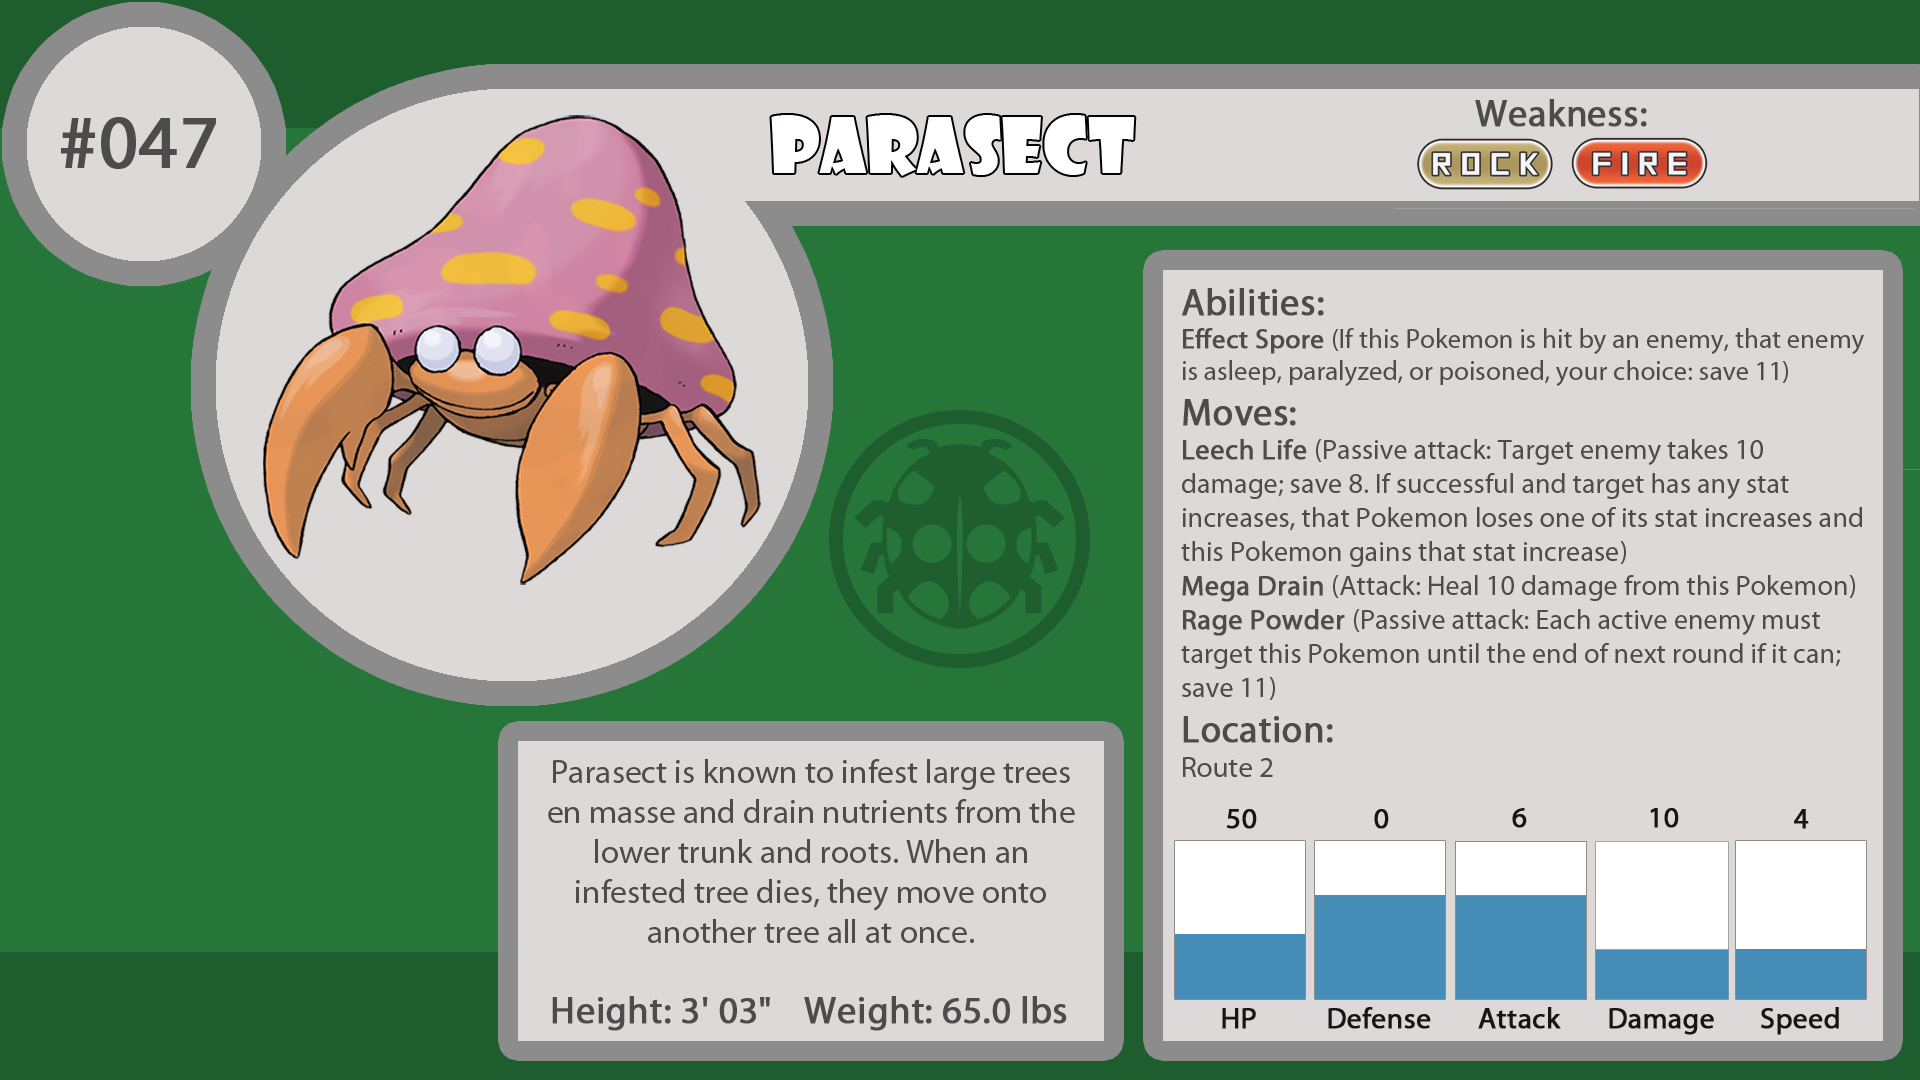 #047
PARASECT
Weakness:
ROCK FIRE
Abilities:
Effect Spore (If this Pokemon is hit by an enemy, that enemy
is asleep, paralyzed, or poisoned, your choice: save 11)
Moves:
Leech Life (Passive attack: Target enemy takes 10
damage; save 8. If successful and target has any stat
increases, that Pokemon loses one of its stat increases and
this Pokemon gains that stat increase)
Mega Drain (Attack: Heal 10 damage from this Pokemon)
Rage Powder (Passive attack: Each active enemy must
target this Pokemon until the end of next round if it can;
save 11)
Location:
Route 2
50 0 6 10 4
HP Defense Attack Damage Speed
Parasect is known to infest large trees
en masse and drain nutrients from the
lower trunk and roots. When an
infested tree dies, they move onto
another tree all at once.
Height: 3' 03" Weight: 65.0 lbs